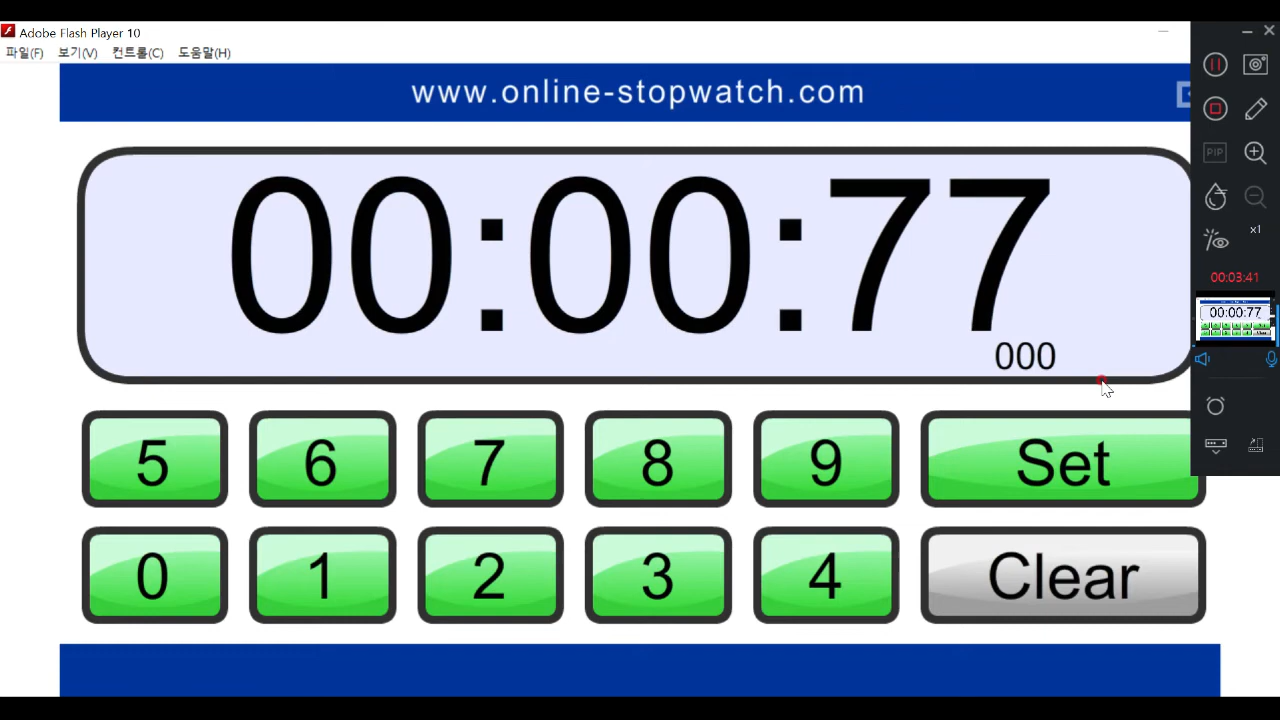 Adobe Flash Player 10
파일(F) 보기(V) 컨트롤(C) 도움말(H)
www.online-stopwatch.com
00:00:77
000
5 6 7 8 9 Set
0 1 2 3 4 Clear
PIP
x1
00:03:41
00:00:77